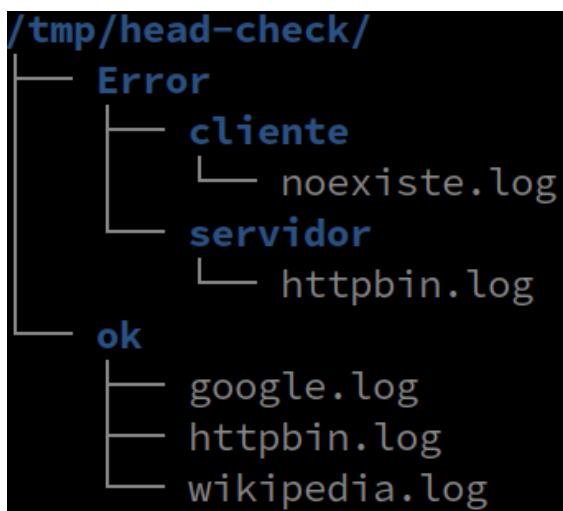 /tmp/head-check/
Error
cliente
noexiste.log
servidor
httpbin.log
ok
google.log
httpbin.log
wikipedia.log